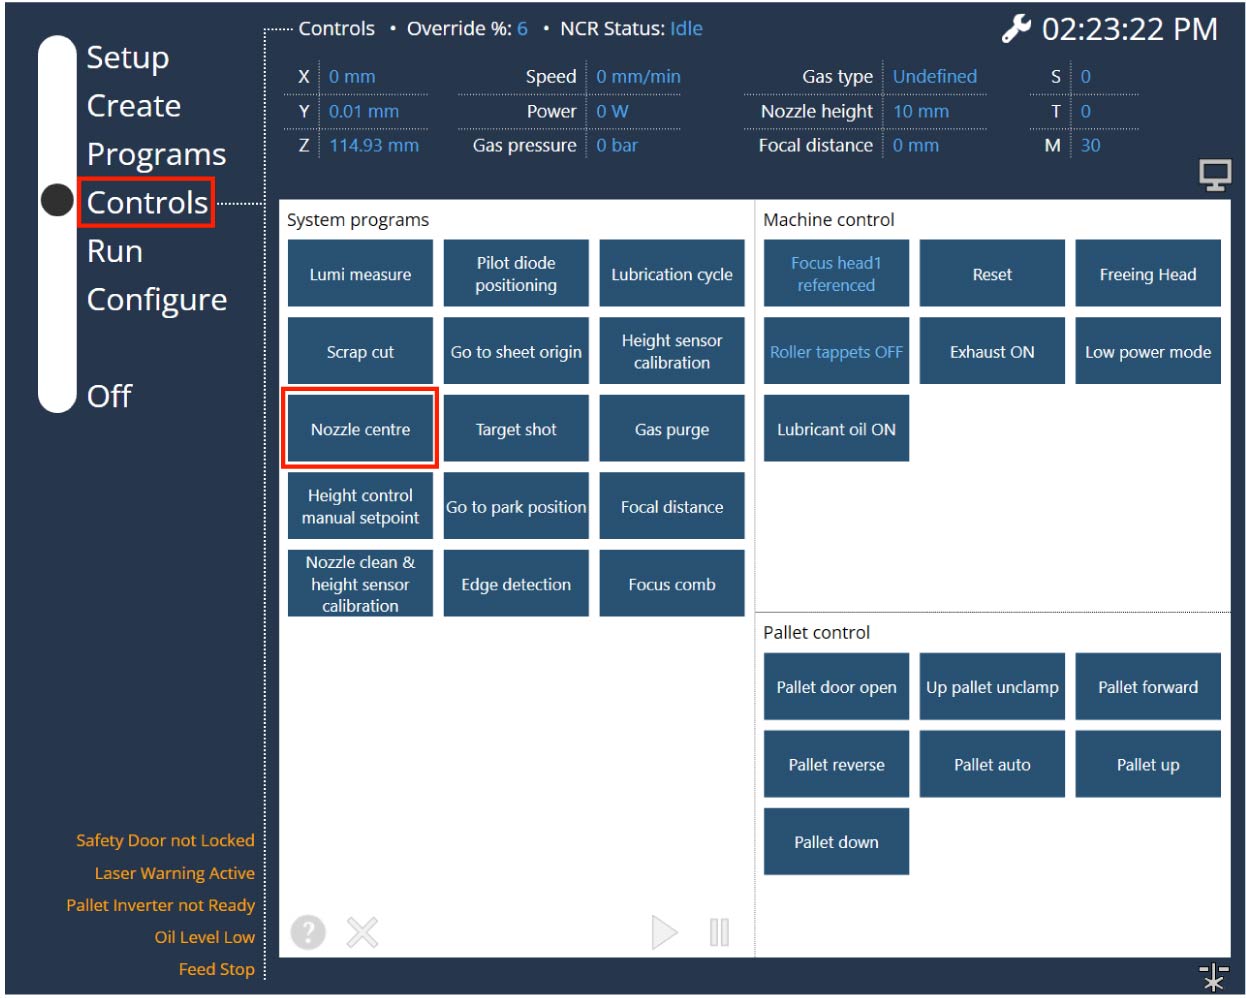 Setup
Create
Programs
Controls
Run
Configure
Off
Controls • Override %: 6 • NCR Status: Idle
02:23:22 PM
X 0 mm Speed 0 mm/min Gas type Undefined S 0
Y 0.01 mm Power 0 W Nozzle height 10 mm T 0
Z 114.93 mm Gas pressure 0 bar Focal distance 0 mm M 30
System programs
Lumi measure
Pilot diode
positioning
Lubrication cycle
Scrap cut
Go to sheet origin
Height sensor
calibration
Nozzle centre
Target shot
Gas purge
Height control
manual setpoint
Go to park position
Focal distance
Nozzle clean &
height sensor
calibration
Edge detection
Focus comb
?
Machine control
Focus head1
referenced
Reset
Freeing Head
Roller tappets OFF
Exhaust ON
Low power mode
Lubricant oil ON
Pallet control
Pallet door open
Up pallet unclamp
Pallet forward
Pallet reverse
Pallet auto
Pallet up
Pallet down
Safety Door not Locked
Laser Warning Active
Pallet Inverter not Ready
Oil Level Low
Feed Stop